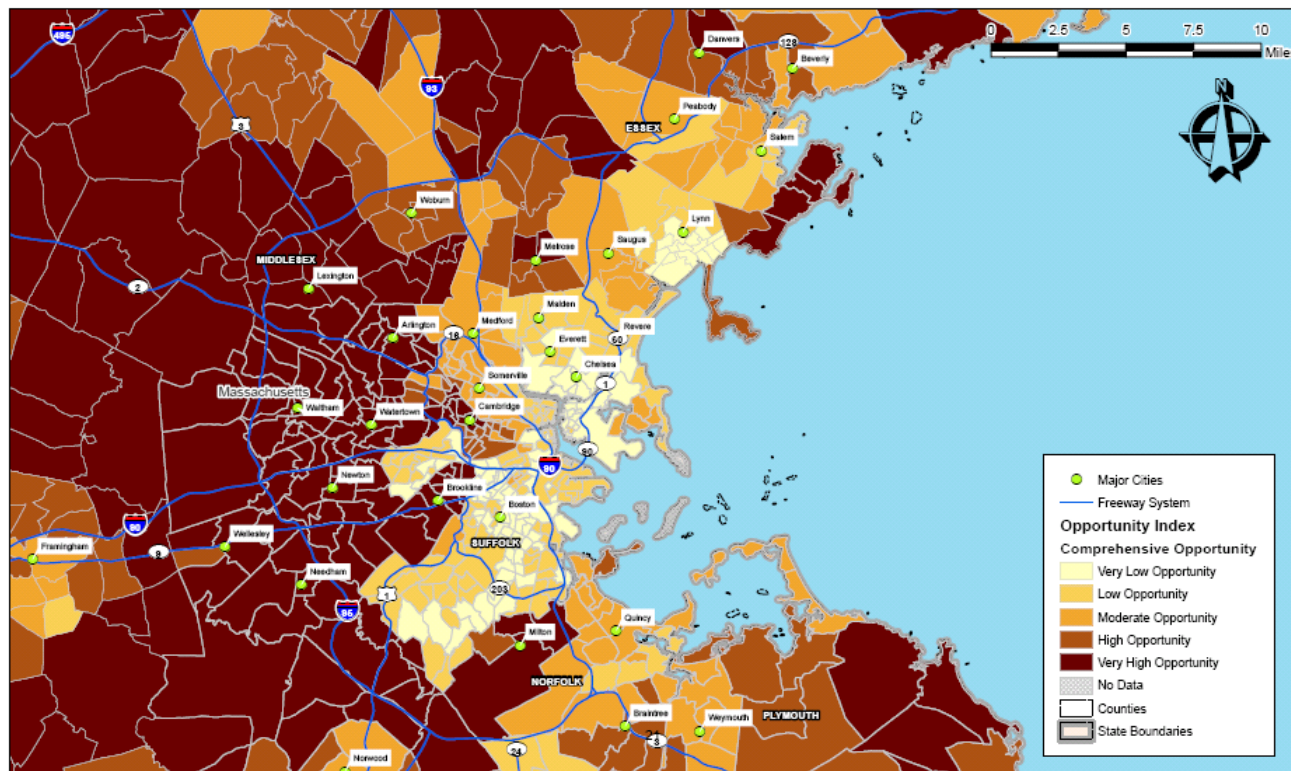 495
Danvers
128
Beverly
0 2.5 5 10
Miles
N
93
3
ESSEX
Peabody
Salem
Woburn
Lynn
Saugus
Melrose
MIDDLESEX
Lexington
2
Malden
Arlington
16
Medford
Revere
60
Everett
Chelsea
1
Somerville
Massachusetts
Waltham
Watertown
Cambridge
90
90
Newton
Brookline
Boston
90
SUFFOLK
Framingham
9
Wellesley
Needham
95
1
203
Milton
Quincy
NORFOLK
Braintree
Weymouth
PLYMOUTH
3
24
Norwood
Major Cities
Freeway System
Opportunity Index
Comprehensive Opportunity
Very Low Opportunity
Low Opportunity
Moderate Opportunity
High Opportunity
Very High Opportunity
No Data
Counties
State Boundaries